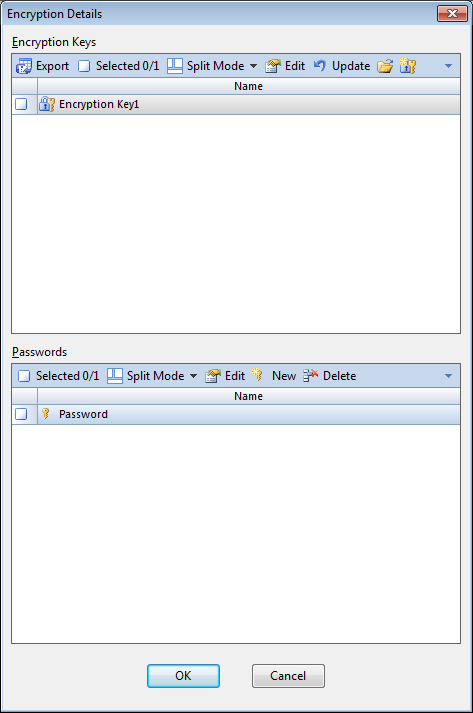 Encryption Details
Encryption Keys
Export Selected 0/1 Split Mode Edit Update
Name
Encryption Key1
Passwords
Selected 0/1 Split Mode Edit New Delete
Name
Password
OK Cancel